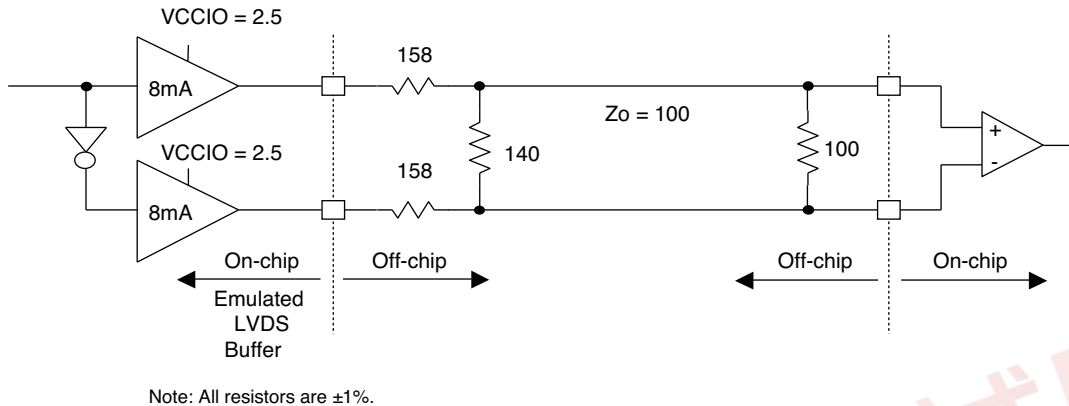 VCCIO = 2.5
158
8mA
Zo = 100
VCCIO = 2.5
140
100
158
8mA
+
-
On-chip
Off-chip
Off-chip
On-chip
Emulated
LVDS
Buffer
Note: All resistors are ±1%.